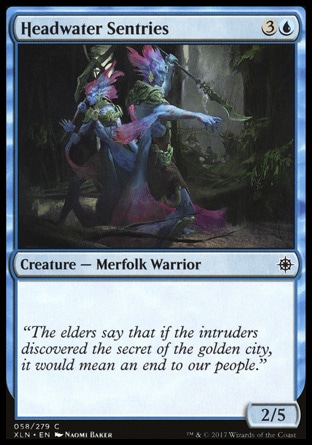 Headwater Sentries 3
Creature — Merfolk Warrior
“The elders say that if the intruders
discovered the secret of the golden city,
it would mean an end to our people.”
058/279 C
XLN • EN Naomi Baker
™ & © 2017 Wizards of the Coast
2/5